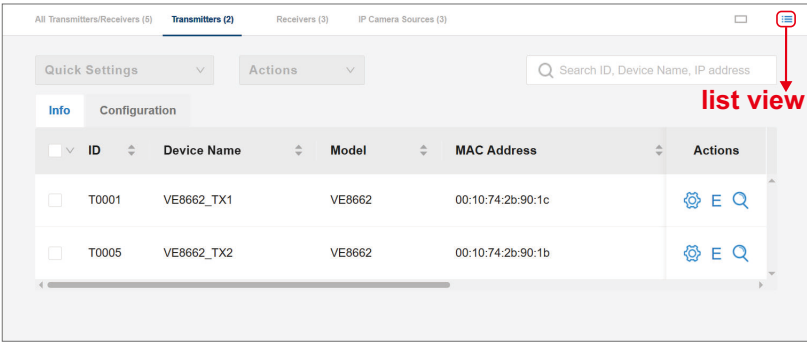 All Transmitters/Receivers (5) Transmitters (2) Receivers (3) IP Camera Sources (3)
Quick Settings Actions Search ID, Device Name, IP address
list view
Info Configuration
ID Device Name Model MAC Address Actions
T0001 VE8662_TX1 VE8662 00:10:74:2b:90:1c E
T0005 VE8662_TX2 VE8662 00:10:74:2b:90:1b E